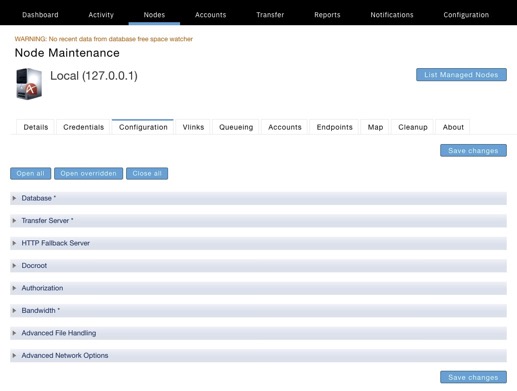 Dashboard Activity Nodes Accounts Transfer Reports Notifications Configuration
WARNING: No recent data from database free space watcher
Node Maintenance
Local (127.0.0.1)
List Managed Nodes
Details Credentials Configuration Vlinks Queueing Accounts Endpoints Map Cleanup About
Save changes
Open all Open overridden Close all
Database *
Transfer Server *
HTTP Fallback Server
Docroot
Authorization
Bandwidth *
Advanced File Handling
Advanced Network Options
Save changes